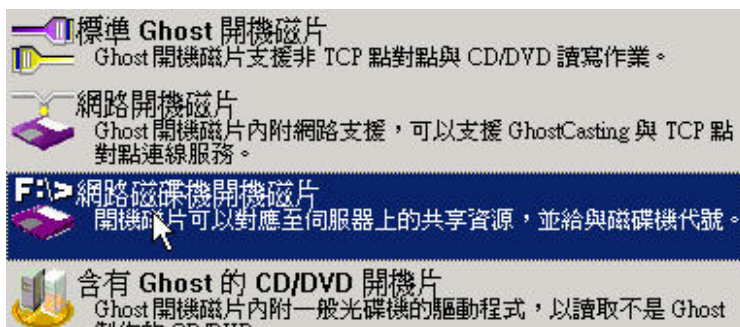 標準 Ghost 開機磁片
Ghost 開機磁片支援非 TCP 點對點與 CD/DVD 讀寫作業。
網路開機磁片
Ghost 開機磁片內附網路支援，可以支援 GhostCasting 與 TCP 點
對點連線服務。
F:\>網路磁碟機開機磁片
開機磁片可以對應至伺服器上的共享資源，並給與磁碟機代號。
含有 Ghost 的 CD/DVD 開機片
Ghost 開機磁片內附一般光碟機的驅動程式，以讀取不是 Ghost